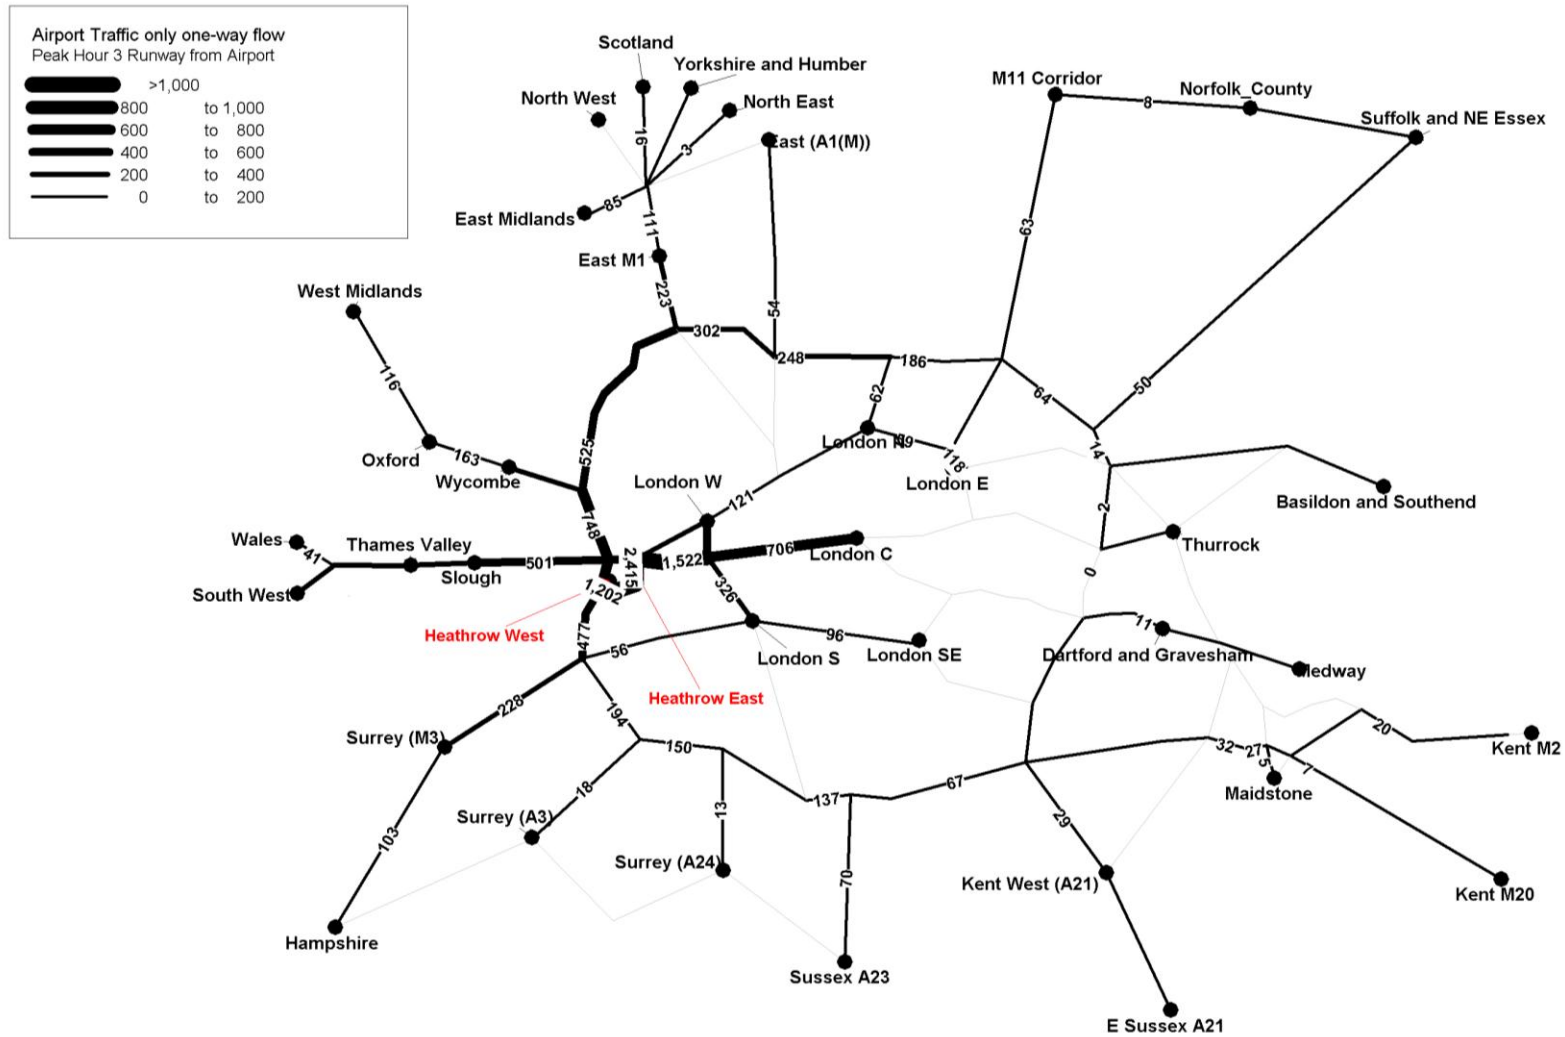 Airport Traffic only one-way flow
Peak Hour 3 Runway from Airport
>1,000
800 to 1,000
600 to 800
400 to 600
200 to 400
0 to 200
Scotland
Yorkshire and Humber
North West
North East
East (A1(M))
16
3
85
East Midlands
111
East M1
223
M11 Corridor
8
Norfolk_County
Suffolk and NE Essex
63
54
50
302
248
186
62
64
14
2
0
West Midlands
116
Oxford
163
Wycombe
525
748
London N
118
London E
London W
121
Basildon and Southend
Thurrock
Wales
41
Thames Valley
Slough
501
South West
2,415
1,522
706
London C
1,202
326
Heathrow West
477
56
96
London S
London SE
Heathrow East
11
Dartford and Gravesham
Medway
228
Surrey (M3)
194
150
18
Surrey (A3)
13
Surrey (A24)
137
67
32
27
5
7
20
Kent M2
Maidstone
103
Hampshire
70
Sussex A23
29
Kent West (A21)
Kent M20
E Sussex A21